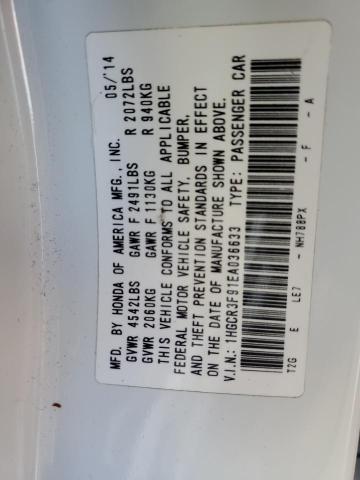 MFD. BY HONDA OF AMERICA MFG., INC. 05/'14
GVWR 4542LBS GAWR F 2491LBS R 2072LBS
GVWR 2060KG GAWR F 1130KG R 940KG
THIS VEHICLE CONFORMS TO ALL APPLICABLE
FEDERAL MOTOR VEHICLE SAFETY, BUMPER,
AND THEFT PREVENTION STANDARDS IN EFFECT
ON THE DATE OF MANUFACTURE SHOWN ABOVE.
V.I.N.: 1HGCR3F91EA036633 TYPE: PASSENGER CAR
T2G E LE7 - NH788PX - F - A